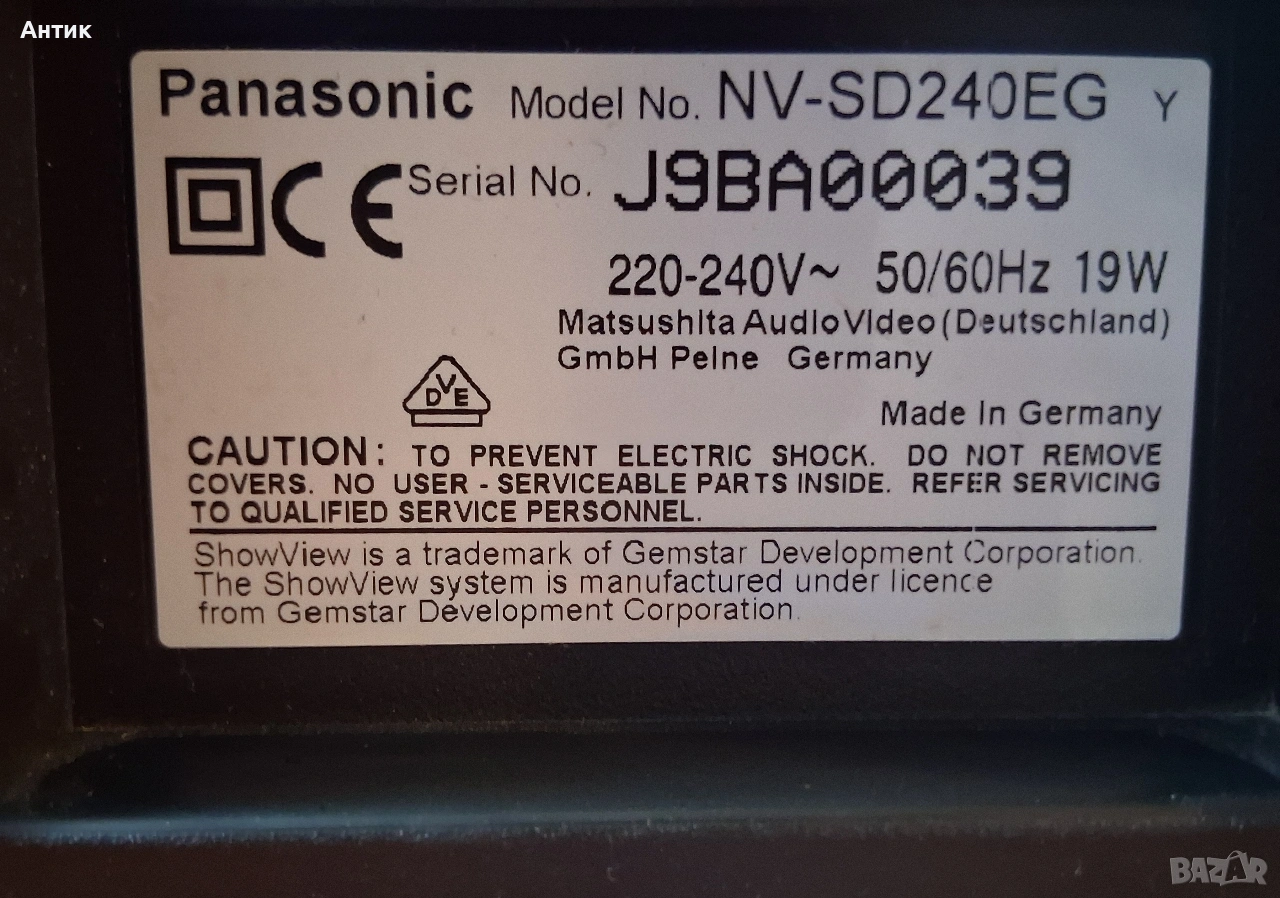 Антик
Panasonic Model No. NV-SD240EG Y
CE Serial No. J9BA00039
220-240V~ 50/60Hz 19W
Matsushita Audio Video (Deutschland)
GmbH Peine Germany
DVE
Made In Germany
CAUTION: TO PREVENT ELECTRIC SHOCK. DO NOT REMOVE
COVERS. NO USER - SERVICEABLE PARTS INSIDE. REFER SERVICING
TO QUALIFIED SERVICE PERSONNEL.
ShowView is a trademark of Gemstar Development Corporation.
The ShowView system is manufactured under licence
from Gemstar Development Corporation.
BAZAR